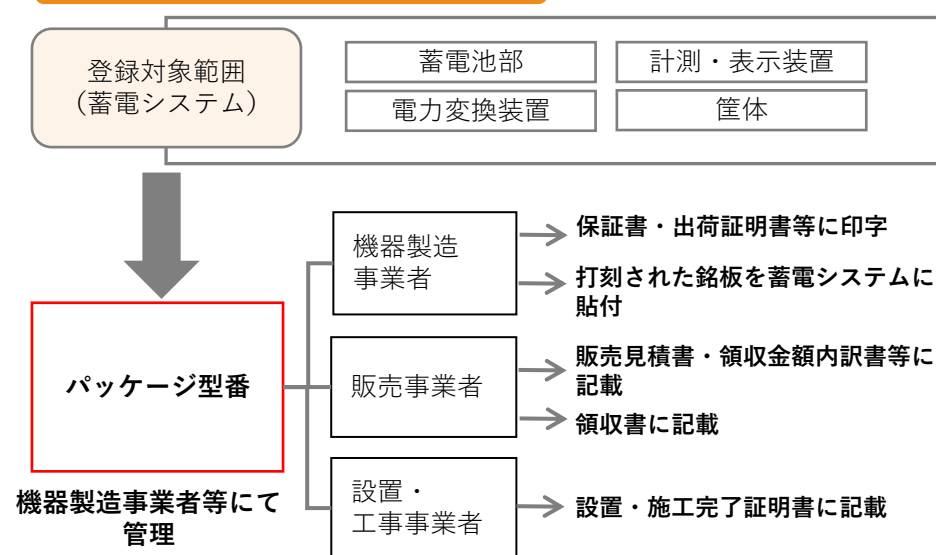 登録対象範囲
（蓄電システム）
蓄電池部
計測・表示装置
電力変換装置
筐体
機器製造
事業者
保証書・出荷証明書等に印字
打刻された銘板を蓄電システムに
貼付
パッケージ型番
販売事業者
販売見積書・領収金額内訳書等に
記載
領収書に記載
機器製造事業者等にて
管理
設置・
工事事業者
設置・施工完了証明書に記載